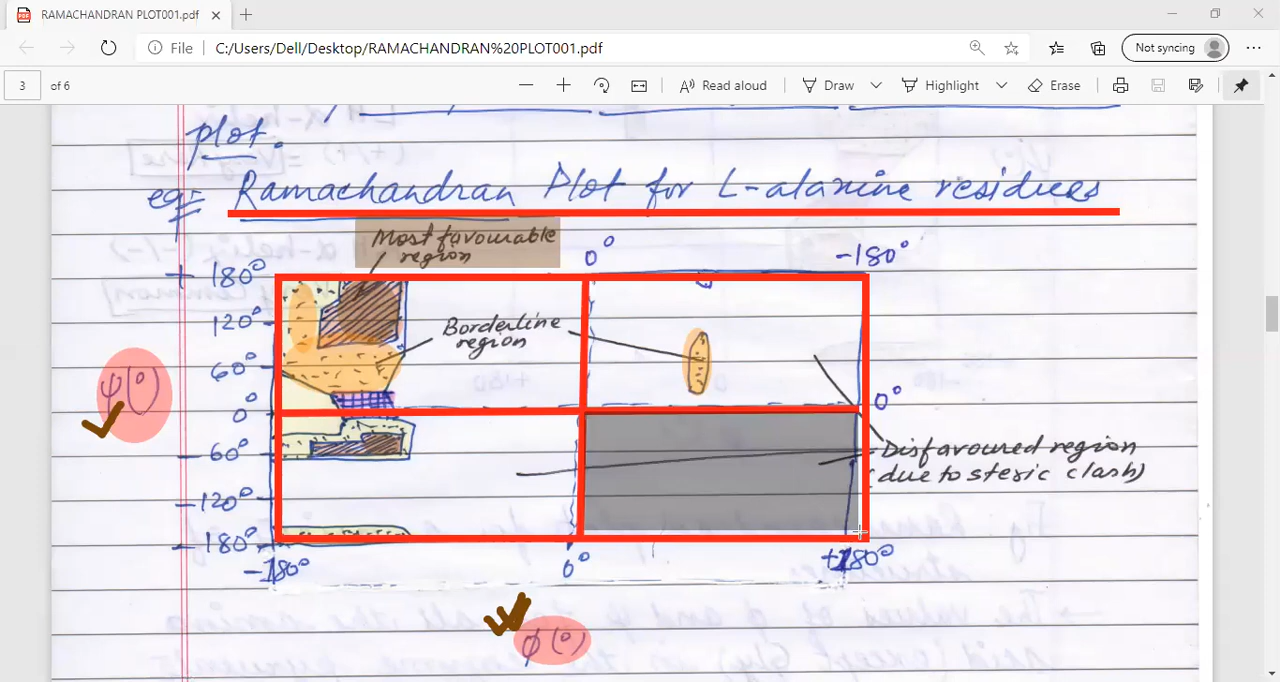 RAMACHANDRAN PLOT001.pdf
File
C:/Users/Dell/Desktop/RAMACHANDRAN%20PLOT001.pdf
Not syncing
3 of 6
Read aloud
Draw
Highlight
Erase
plot.
eg:- Ramachandran Plot for L-alanine residues
Most favourable
region
0°
-180°
+ 180°
120°
60°
0°
- 60°
-120°
- 180°
ψ(°)
Borderline
region
0°
Disfavoured region
(due to steric clash)
-180°
0°
+180°
ϕ(°)